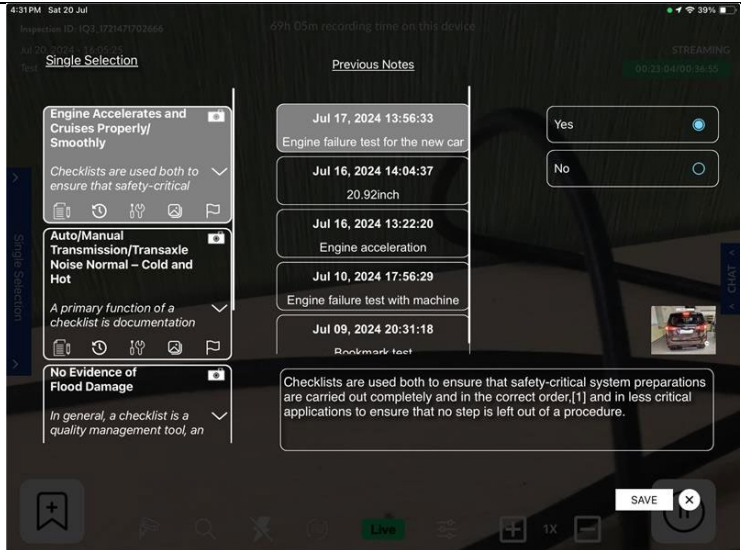 4:31 PM Sat 20 Jul
39%
Inspection ID: IQ3_1721471702666
69h 05m recording time on this device
Jul 20, 2024 - 16:05:25
Test
STREAMING
00:23:04/00:36:55
Single Selection
Engine Accelerates and
Cruises Properly/
Smoothly
Checklists are used both to
ensure that safety-critical
Auto/Manual
Transmission/Transaxle
Noise Normal – Cold and
Hot
A primary function of a
checklist is documentation
No Evidence of
Flood Damage
In general, a checklist is a
quality management tool, an
Previous Notes
Jul 17, 2024 13:56:33
Engine failure test for the new car
Jul 16, 2024 14:04:37
20.92inch
Jul 16, 2024 13:22:20
Engine acceleration
Jul 10, 2024 17:56:29
Engine failure test with machine
Jul 09, 2024 20:31:18
Bookmark test
Yes
No
Checklists are used both to ensure that safety-critical system preparations
are carried out completely and in the correct order,[1] and in less critical
applications to ensure that no step is left out of a procedure.
SAVE
Single Selection
CHAT
Live
1X